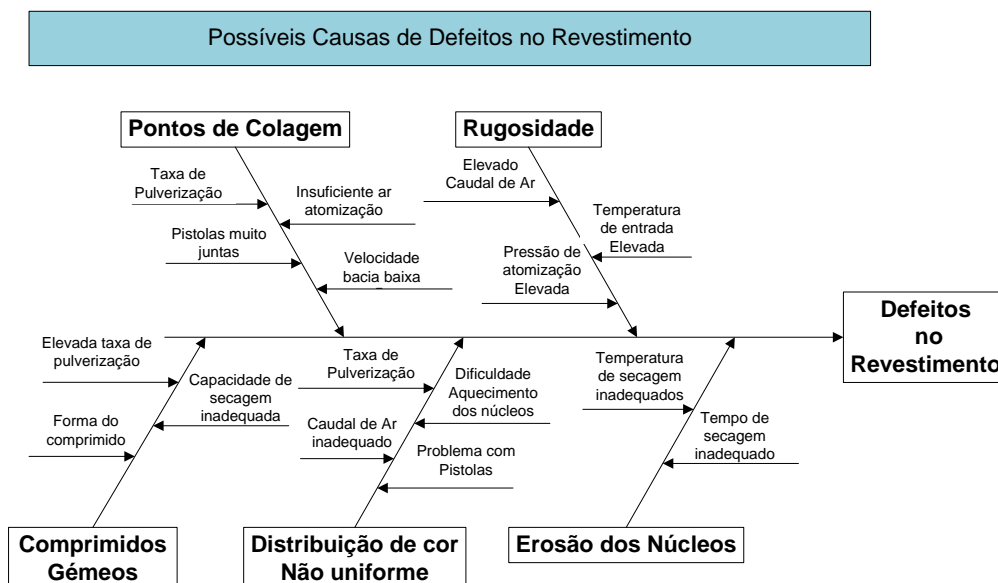 Possíveis Causas de Defeitos no Revestimento
Pontos de Colagem
Rugosidade
Taxa de
Pulverização
Insuficiente ar
atomização
Pistolas muito
juntas
Velocidade
bacia baixa
Elevado
Caudal de Ar
Temperatura
de entrada
Elevada
Pressão de
atomização
Elevada
Defeitos
no
Revestimento
Elevada taxa de
pulverização
Capacidade de
secagem
inadequada
Forma do
comprimido
Taxa de
Pulverização
Dificuldade
Aquecimento
dos núcleos
Caudal de Ar
inadequado
Problema com
Pistolas
Temperatura
de secagem
inadequados
Tempo de
secagem
inadequado
Comprimidos
Gémeos
Distribuição de cor
Não uniforme
Erosão dos Núcleos